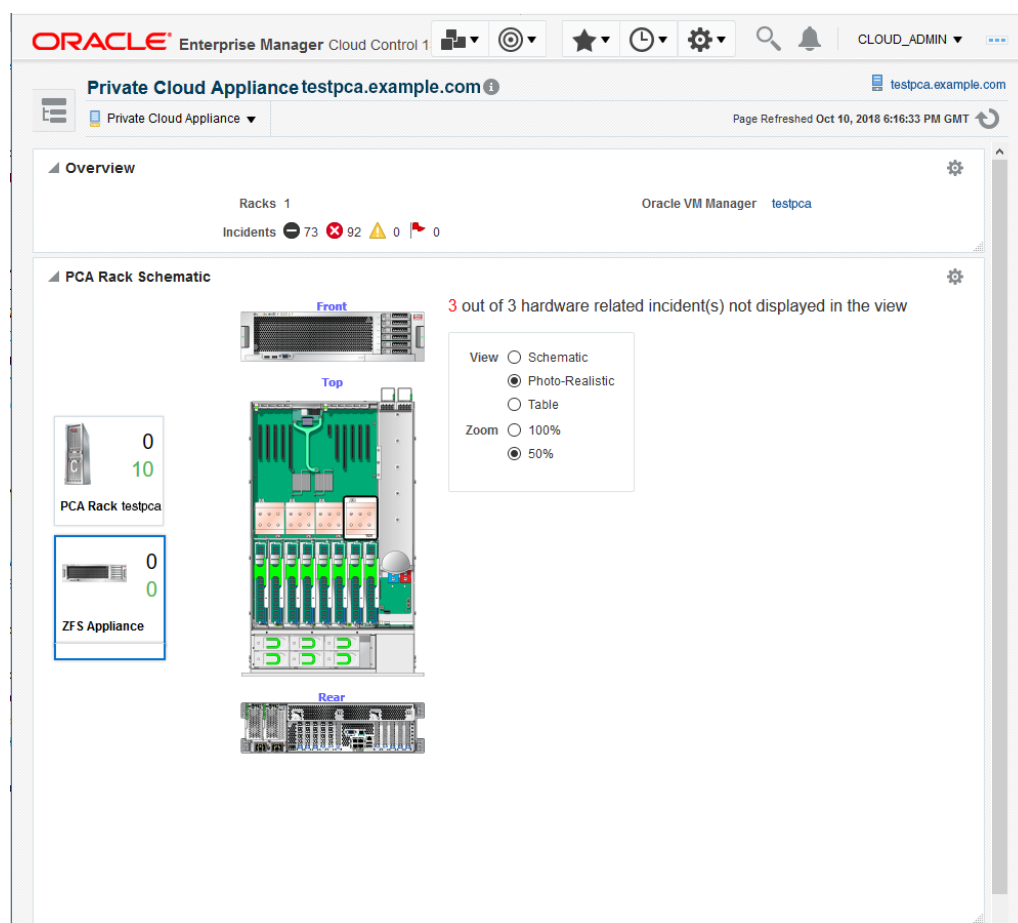 ORACLE Enterprise Manager Cloud Control 1
CLOUD_ADMIN
Private Cloud Appliance testpca.example.com
testpca.example.com
Private Cloud Appliance
Page Refreshed Oct 10, 2018 6:16:33 PM GMT
Overview
Racks 1
Oracle VM Manager testpca
Incidents 73 92 0 0
PCA Rack Schematic
Front
3 out of 3 hardware related incident(s) not displayed in the view
View Schematic
Photo-Realistic
Table
Zoom 100%
50%
Top
0
10
PCA Rack testpca
0
0
ZFS Appliance
Rear